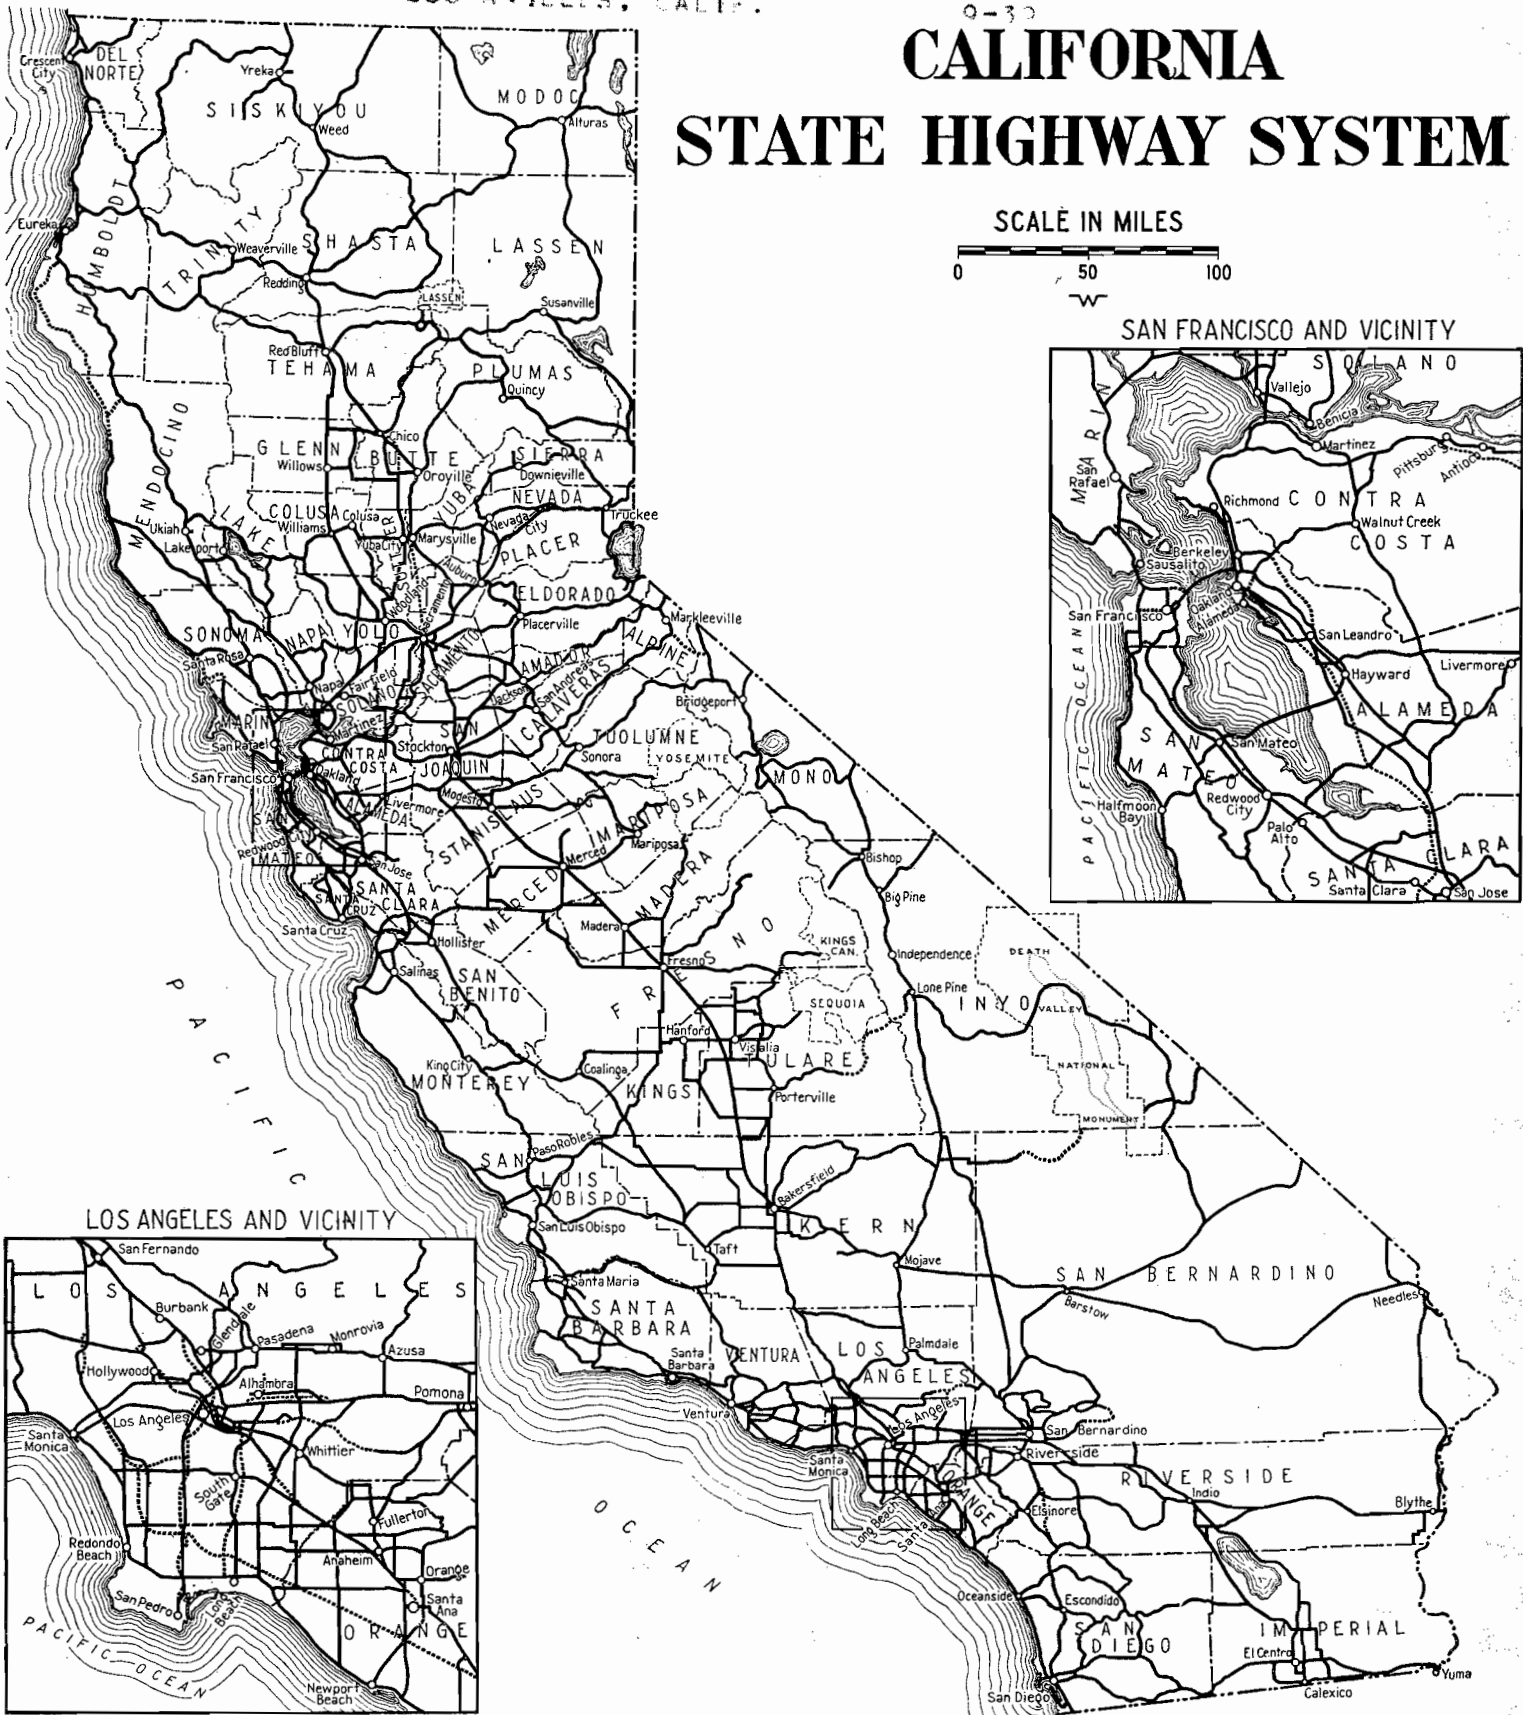 CALIF.
CALIFORNIA
STATE HIGHWAY SYSTEM
SCALE IN MILES
0 50 100
W
SAN FRANCISCO AND VICINITY
SOLANO
Vallejo
Benicia
Martinez
Pittsburg
Antioch
MARIN
San Rafael
Richmond
CONTRA COSTA
Walnut Creek
Berkeley
Sausalito
Oakland
Alameda
San Francisco
San Leandro
Hayward
Livermore
ALAMEDA
PACIFIC OCEAN
SAN MATEO
San Mateo
Halfmoon Bay
Redwood City
Palo Alto
SANTA CLARA
Santa Clara
San Jose
Crescent City
DEL NORTE
Yreka
SISKIYOU
Weed
MODOC
Alturas
Eureka
HUMBOLDT
TRINITY
Weaverville
SHASTA
Redding
LASSEN
LASSEN
Susanville
Red Bluff
TEHAMA
PLUMAS
Quincy
MENDOCINO
GLENN
Willows
Chico
BUTTE
Oroville
SIERRA
Downieville
YUBA
NEVADA
Nevada City
Truckee
COLUSA
Colusa
Williams
LAKE
Ukiah
Lakeport
SUTTER
Yuba City
Marysville
PLACER
Auburn
ELDORADO
Placerville
Woodland
Sacramento
SONOMA
NAPA
YOLO
Santa Rosa
Napa
Fairfield
SOLANO
SACRAMENTO
AMADOR
ALPINE
Markleeville
Jackson
San Andreas
CALAVERAS
MARIN
San Rafael
Martinez
CONTRA COSTA
Stockton
SAN JOAQUIN
TUOLUMNE
Sonora
YOSEMITE
Bridgeport
MONO
San Francisco
Oakland
ALAMEDA
Livermore
Modesto
STANISLAUS
MARIPOSA
Mariposa
SAN MATEO
Redwood City
San Jose
SANTA CLARA
SANTA CRUZ
Santa Cruz
Merced
MERCED
MADERA
Madera
Bishop
Big Pine
Hollister
Salinas
SAN BENITO
FRESNO
Fresno
KINGS CAN.
SEQUOIA
Independence
Lone Pine
INYO
DEATH
VALLEY
NATIONAL
MONUMENT
Hanford
Visalia
TULARE
KINGS
Porterville
King City
MONTEREY
Coalinga
PACIFIC
OCEAN
SAN LUIS OBISPO
Paso Robles
San Luis Obispo
Bakersfield
KERN
Taft
Mojave
Santa Maria
SANTA BARBARA
Santa Barbara
VENTURA
Ventura
LOS ANGELES
Palmdale
Los Angeles
Santa Monica
Long Beach
Santa Ana
ORANGE
SAN BERNARDINO
Barstow
Needles
San Bernardino
Riverside
RIVERSIDE
Indio
Blythe
Elsinore
Oceanside
Escondido
SAN DIEGO
San Diego
IMPERIAL
El Centro
Calexico
Yuma
LOS ANGELES AND VICINITY
San Fernando
LOS ANGELES
Burbank
Glendale
Pasadena
Monrovia
Azusa
Hollywood
Alhambra
Pomona
Los Angeles
Santa Monica
Whittier
South Gate
Fullerton
Redondo Beach
Anaheim
Orange
San Pedro
Long Beach
Santa Ana
ORANGE
PACIFIC OCEAN
Newport Beach